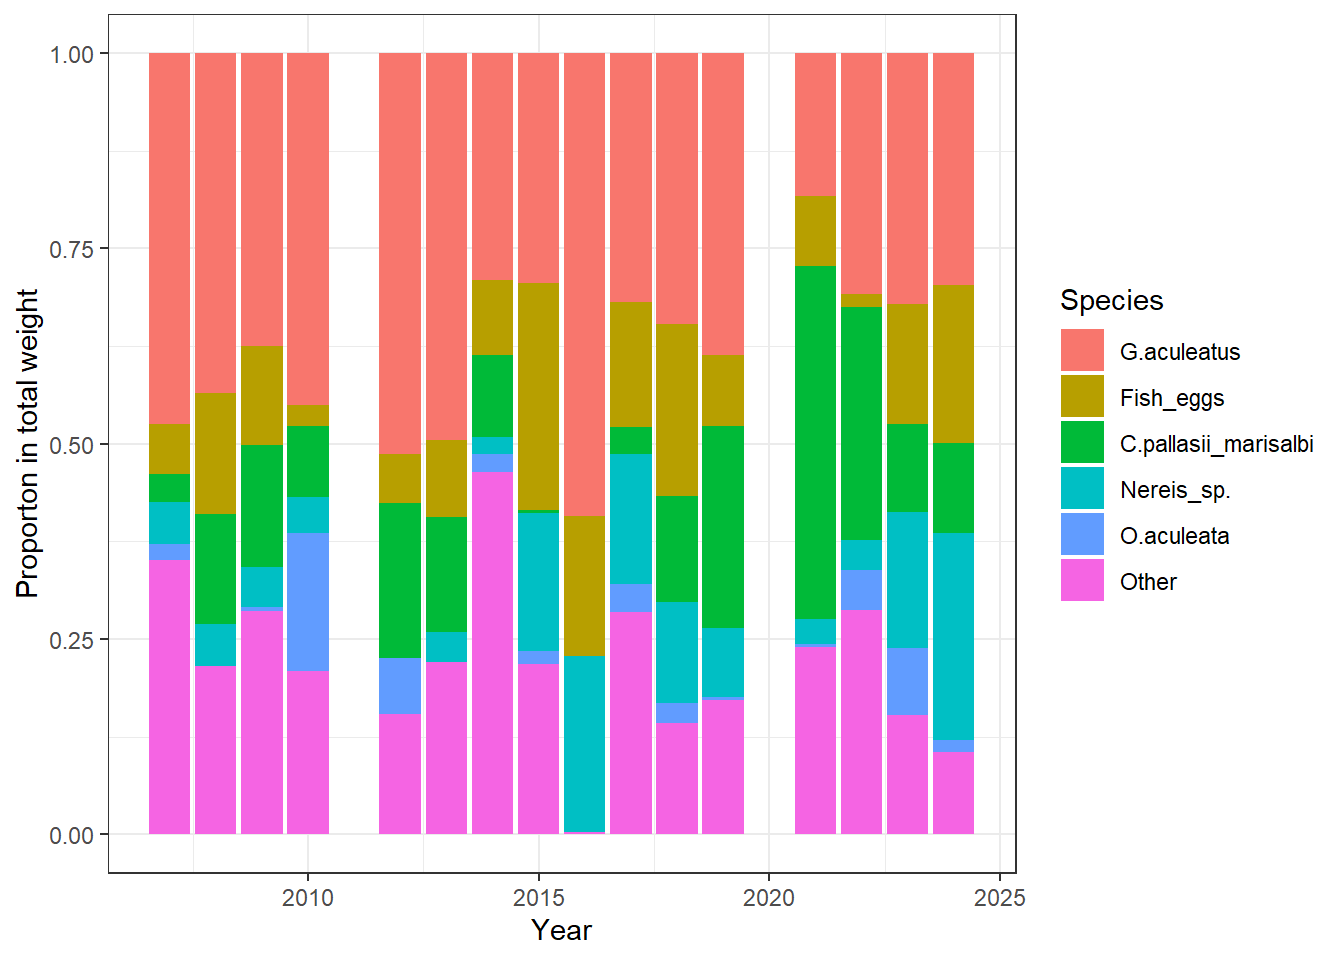 1.00
0.75
0.50
0.25
0.00
Proporton in total weight
2010
2015
2020
2025
Year
Species
G.aculeatus
Fish_eggs
C.pallasii_marisalbi
Nereis_sp.
O.aculeata
Other